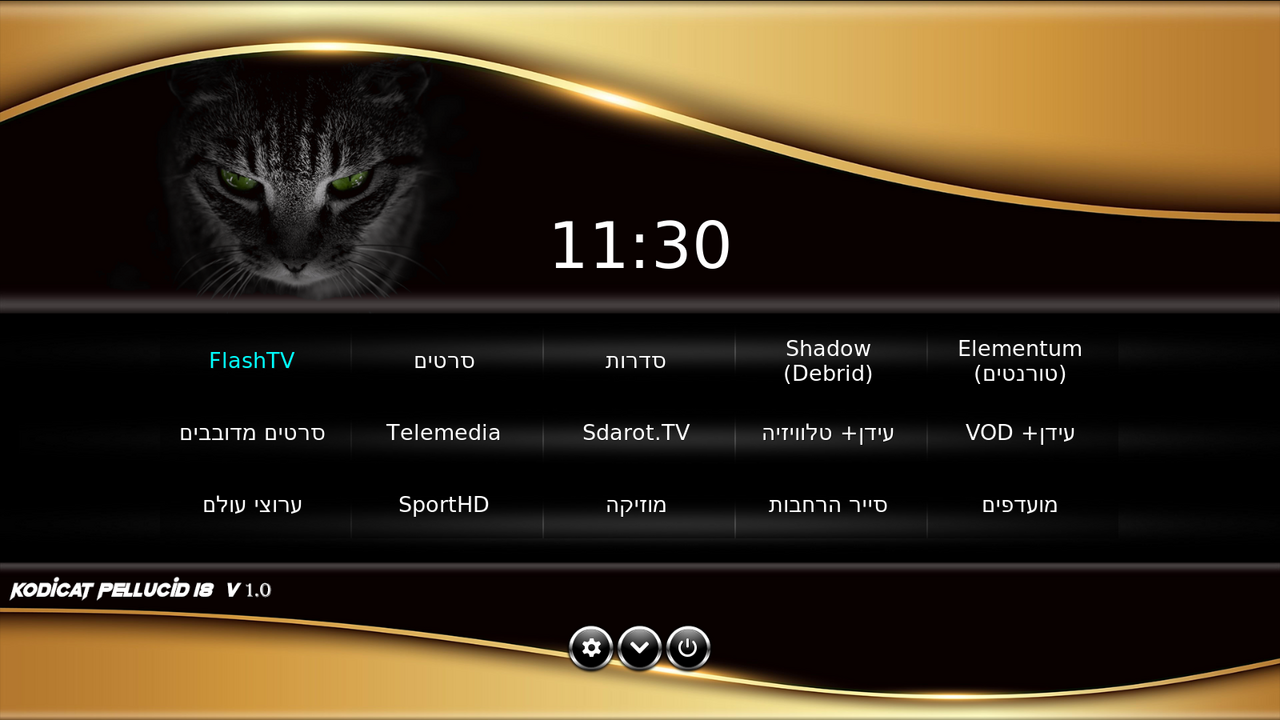 11:30
FlashTV
סרטים
סדרות
Shadow
(Debrid)
Elementum
(טורנטים)
סרטים מדובבים
Telemedia
Sdarot.TV
עידן+ טלוויזיה
עידן+ VOD
ערוצי עולם
SportHD
מוזיקה
סייר הרחבות
מועדפים
KODICAT PELLUCID 18 V 1.0